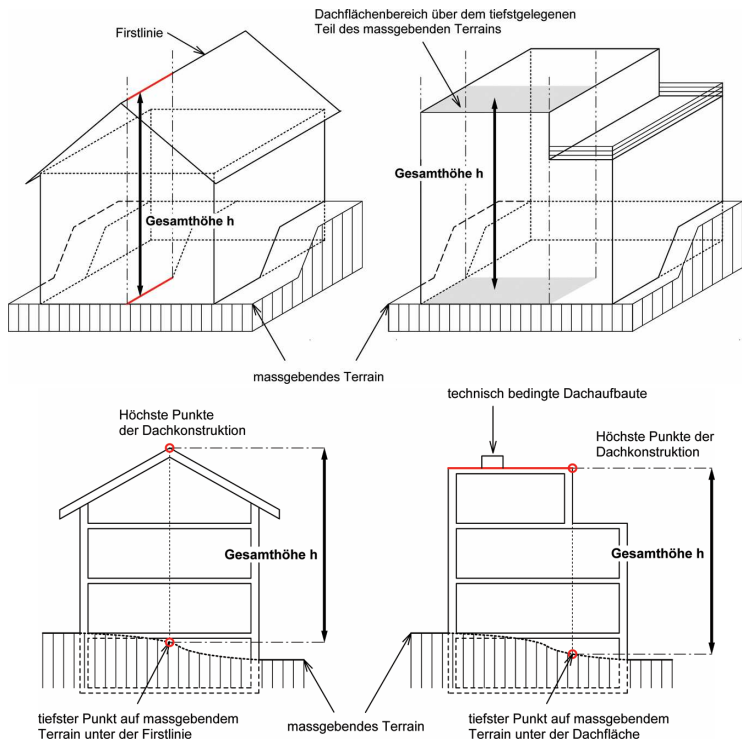 Firstlinie
Dachflächenbereich über dem tiefstgelegenen
Teil des massgebenden Terrains
Gesamthöhe h
Gesamthöhe h
massgebendes Terrain
Höchste Punkte
der Dachkonstruktion
technisch bedingte Dachaufbaute
Höchste Punkte der
Dachkonstruktion
Gesamthöhe h
Gesamthöhe h
tiefster Punkt auf massgebendem
Terrain unter der Firstlinie
massgebendes Terrain
tiefster Punkt auf massgebendem
Terrain unter der Dachfläche